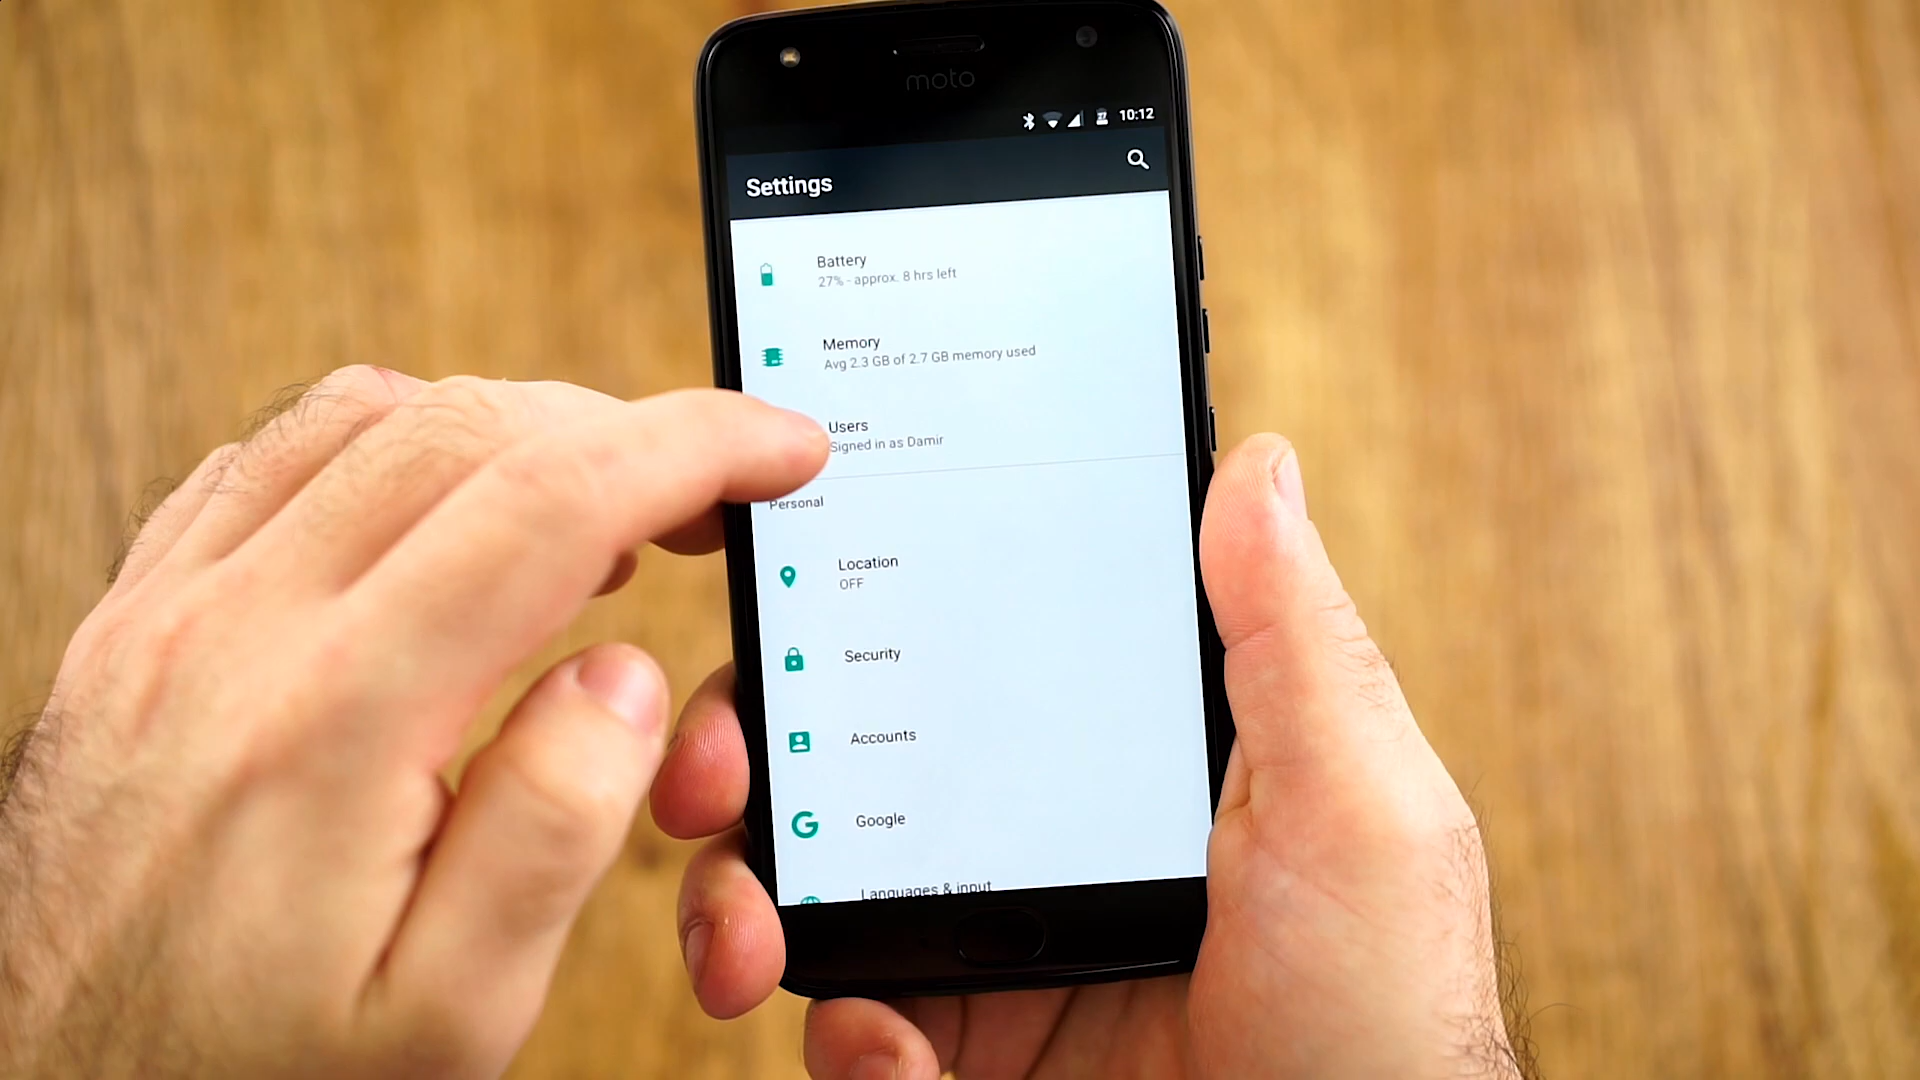 moto
10:12
Settings
Battery
27% - approx. 8 hrs left
Memory
Avg 2.3 GB of 2.7 GB memory used
Users
Signed in as Damir
Personal
Location
OFF
Security
Accounts
Google
Languages & input